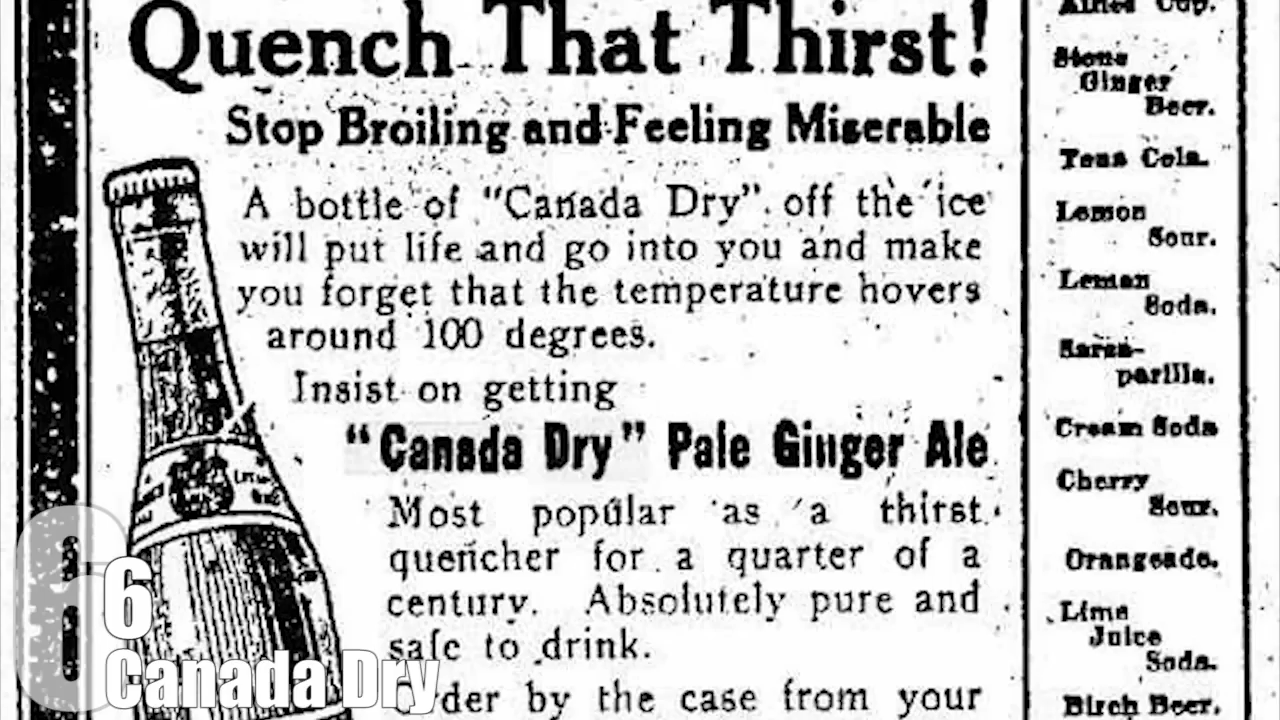 Quench That Thirst!
Stop Broiling and Feeling Miserable
A bottle of "Canada Dry" off the ice
will put life and go into you and make
you forget that the temperature hovers
around 100 degrees.
Insist on getting
"Canada Dry" Pale Ginger Ale
Most popular as a thirst
quencher for a quarter of a
century. Absolutely pure and
safe to drink.
Order by the case from your
Stone
Ginger
Beer.
Cola.
Lemon
Sour.
Lemon
Soda.
Sarsa-
parilla.
Cream Soda
Cherry
Sour.
Orangeade.
Lime
Juice
Soda.
Birch Beer.
6
6
Canada Dry